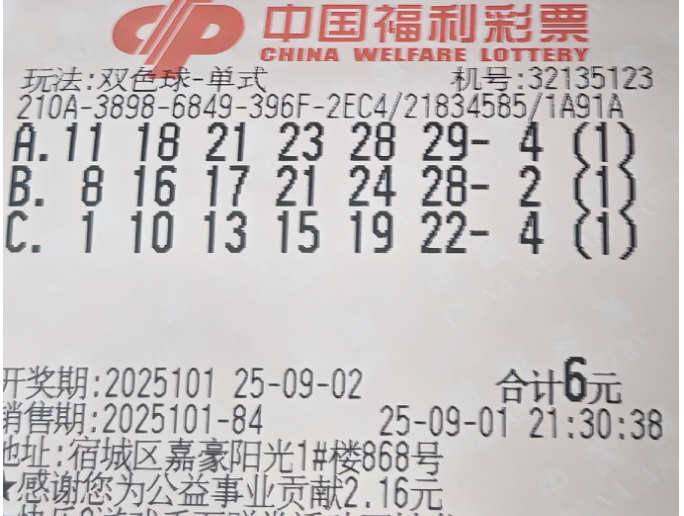 中国福利彩票
CHINA WELFARE LOTTERY
玩法:双色球-单式 机号:32135123
210A-3898-6849-396F-2EC4/21834585/1A91A
A. 11 18 21 23 28 29- 4 (1)
B. 8 16 17 21 24 28- 2 (1)
C. 1 10 13 15 19 22- 4 (1)
开奖期:2025101 25-09-02 合计6元
销售期:2025101-84 25-09-01 21:30:38
地址:宿城区嘉豪阳光1#楼868号
★感谢您为公益事业贡献2.16元